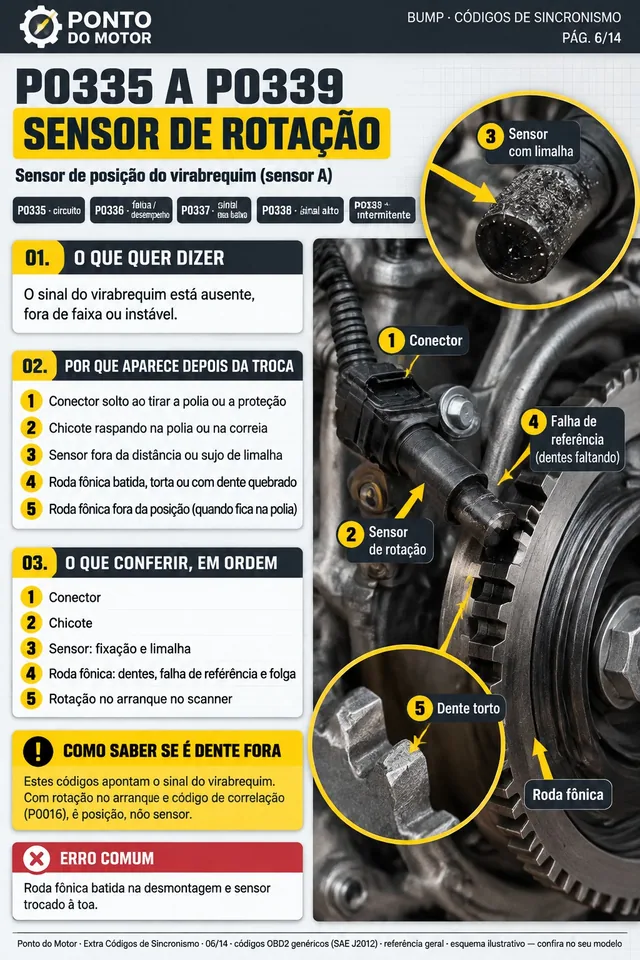 PONTO
DO MOTOR
BUMP · CÓDIGOS DE SINCRONISMO
PÁG. 6/14
P0335 A P0339
SENSOR DE ROTAÇÃO
Sensor de posição do virabrequim (sensor A)
P0335 · circuito
P0336 · faixa /
desempenho
P0337 · sinal
P0338 · sinal alto
P0339 ·
intermitente
3 Sensor
com limalha
01. O QUE QUER DIZER
O sinal do virabrequim está ausente,
fora de faixa ou instável.
02. POR QUE APARECE DEPOIS DA TROCA
1 Conector solto ao tirar a polia ou a proteção
2 Chicote raspando na polia ou na correia
3 Sensor fora da distância ou sujo de limalha
4 Roda fônica batida, torta ou com dente quebrado
5 Roda fônica fora da posição (quando fica na polia)
03. O QUE CONFERIR, EM ORDEM
1 Conector
2 Chicote
3 Sensor: fixação e limalha
4 Roda fônica: dentes, falha de reférência e folga
5 Rotação no arranque no scanner
1 Conector
4 Falha de
referência
(dentes faltando)
2 Sensor
de rotação
5 Dente torto
Roda fônica
! COMO SABER SE É DENTE FORA
Estes códigos apontam o sinal do virabrequim.
Com rotação no arranque e código de correlação
(P0016), è posição, nôo sensor.
ERRO COMUM
Roda fônica batida na desmontagem e sensor
trocado à toa.
Ponto do Motor · Extra Códigos de Sincronismo · 06/14 · códigos OBD2 genéricos (SAE J2012) · referência geral · esquema ilustrativo — confira no seu modelo